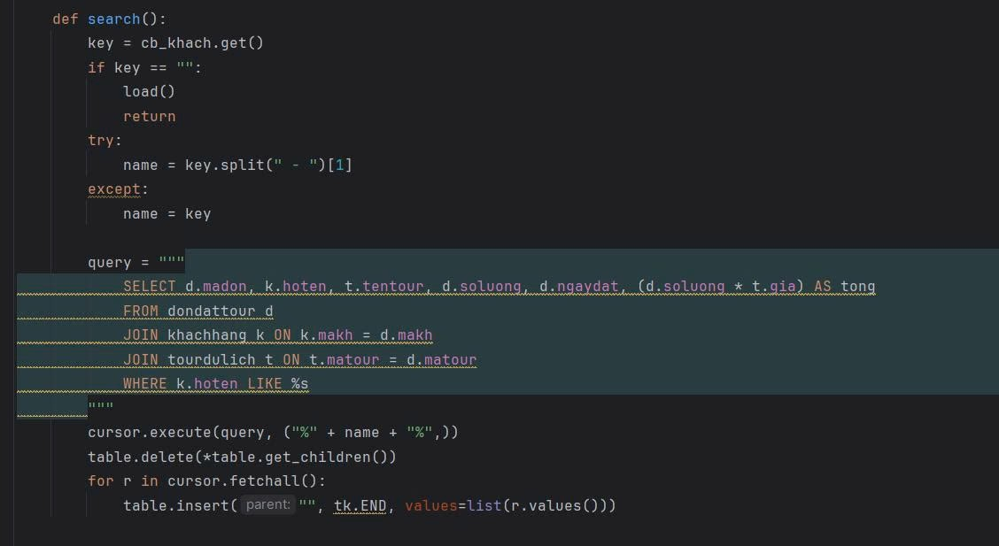 def search():
    key = cb_khach.get()
    if key == "":
        load()
        return
    try:
        name = key.split(" - ")[1]
    except:
        name = key

    query = """
        SELECT d.madon, k.hoten, t.tentour, d.soluong, d.ngaydat, (d.soluong * t.gia) AS tong
        FROM dondattour d
        JOIN khachhang k ON k.makh = d.makh
        JOIN tourdulich t ON t.matour = d.matour
        WHERE k.hoten LIKE %s
    """
    cursor.execute(query, ("%" + name + "%",))
    table.delete(*table.get_children())
    for r in cursor.fetchall():
        table.insert( parent: "", tk.END, values=list(r.values()))